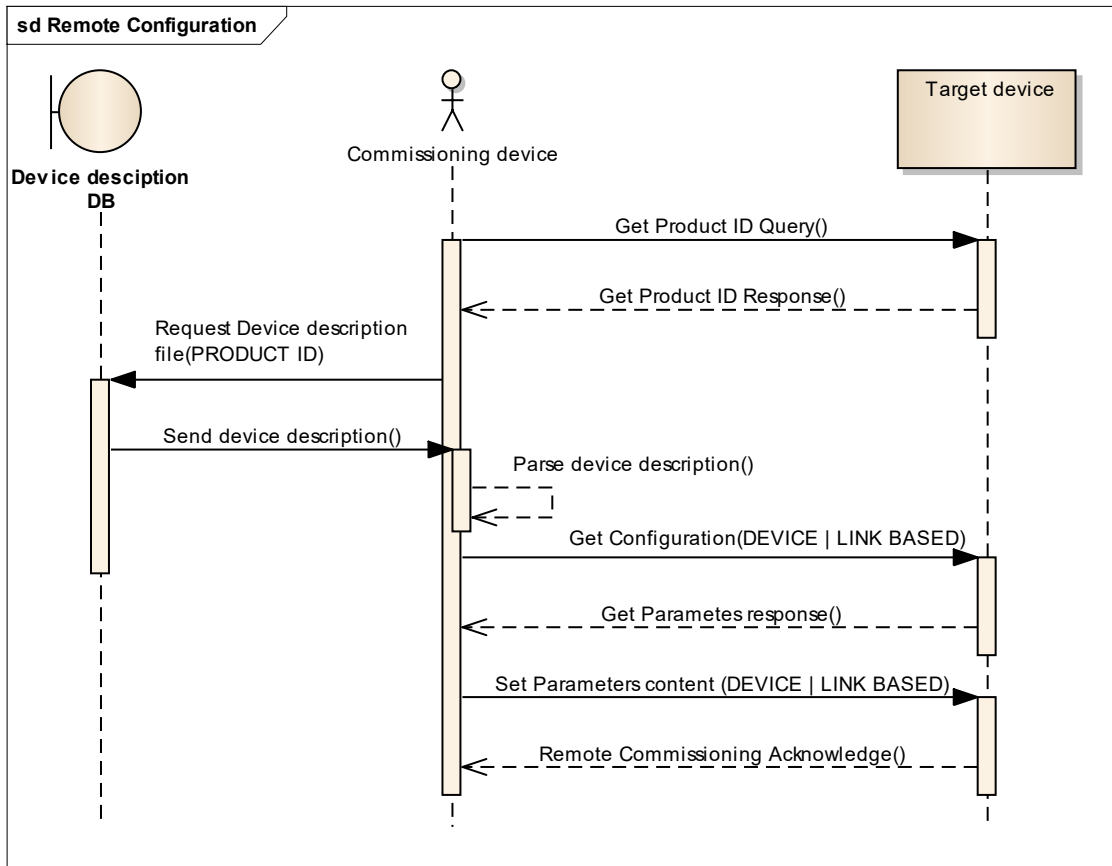 sd Remote Configuration
Device desciption
DB
Commissioning device
Target device
Get Product ID Query()
Get Product ID Response()
Request Device description
file(PRODUCT ID)
Send device description()
Parse device description()
Get Configuration(DEVICE | LINK BASED)
Get Parametes response()
Set Parameters content (DEVICE | LINK BASED)
Remote Commissioing Acknowledge()